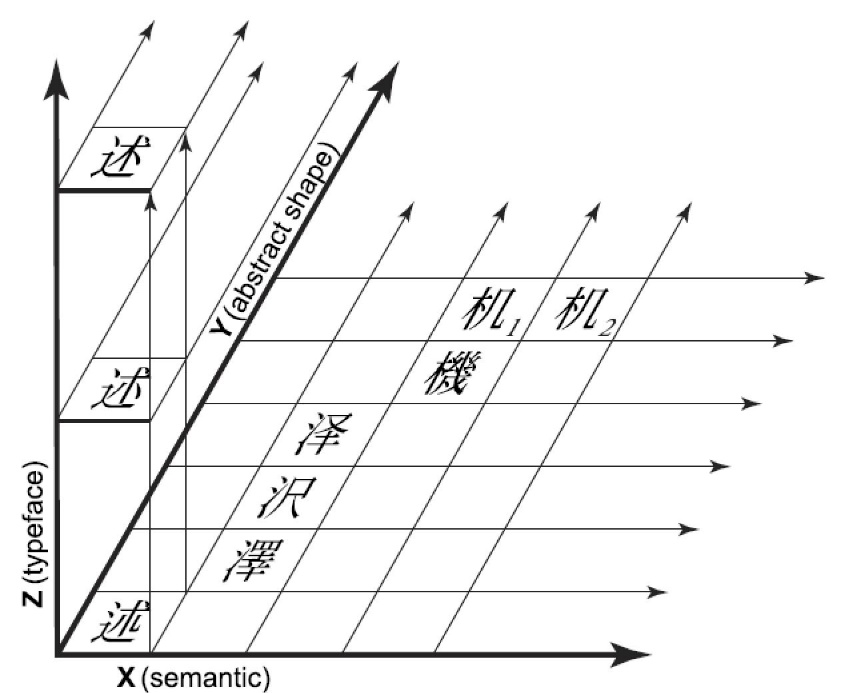 述
Y (abstract shape)
机1 机2
述
機
泽
沢
Z (typeface)
澤
述
X (semantic)